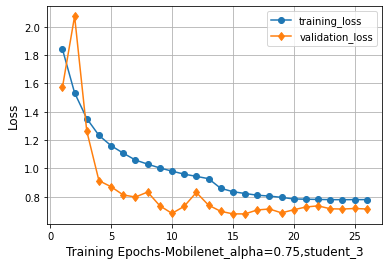 training_loss
validation_loss
2.0
1.8
1.6
1.4
1.2
1.0
0.8
Loss
0 5 10 15 20 25
Training Epochs-Mobilenet_alpha=0.75,student_3